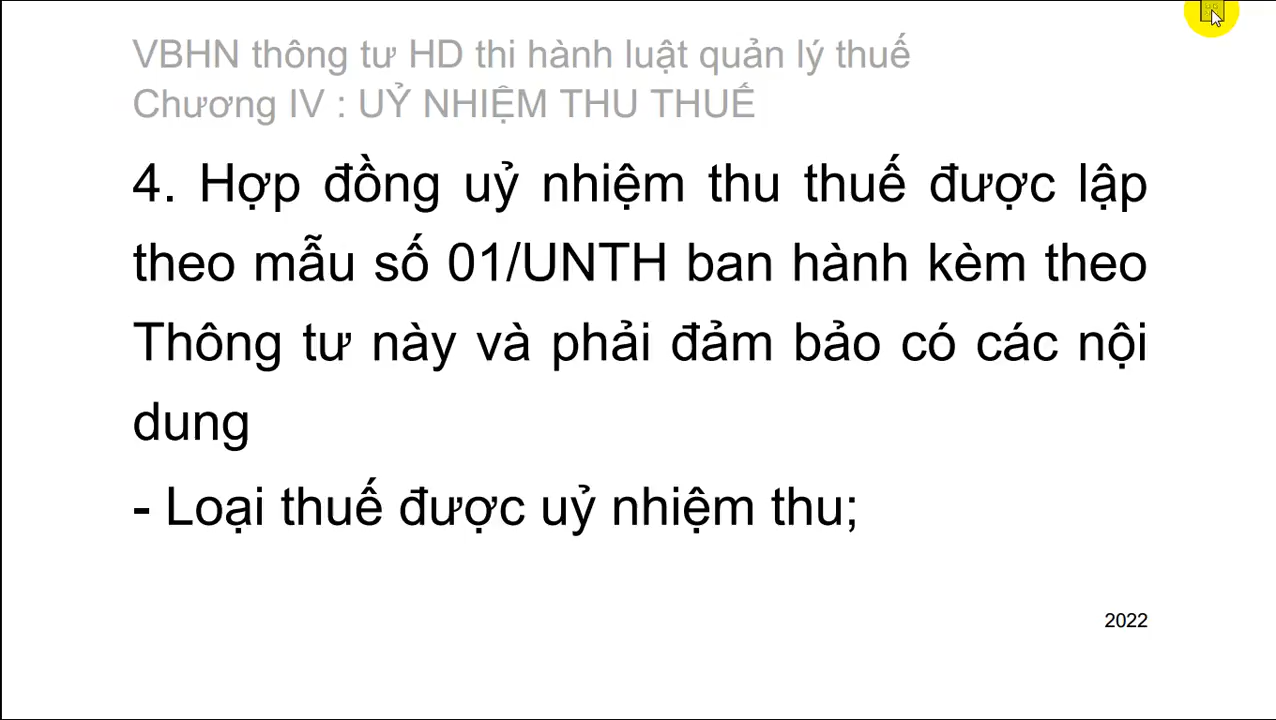 VBHN thông tư HD thi hành luật quản lý thuế
Chương IV : UỶ NHIỆM THU THUẾ
4. Hợp đồng uỷ nhiệm thu thuế được lập
theo mẫu số 01/UNTH ban hành kèm theo
Thông tư này và phải đảm bảo có các nội
dung
- Loại thuế được uỷ nhiệm thu;
2022